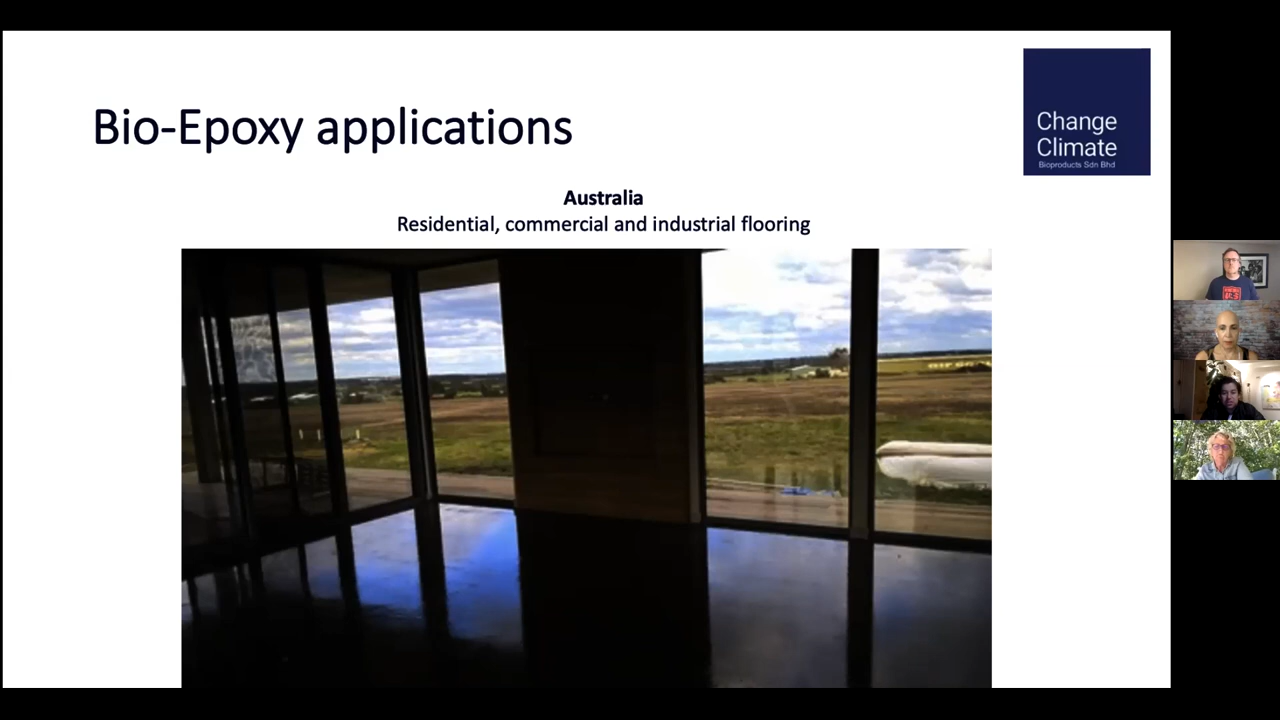 Bio-Epoxy applications
Change
Climate
Bioproducts Sdn Bhd
Australia
Residential, commercial and industrial flooring